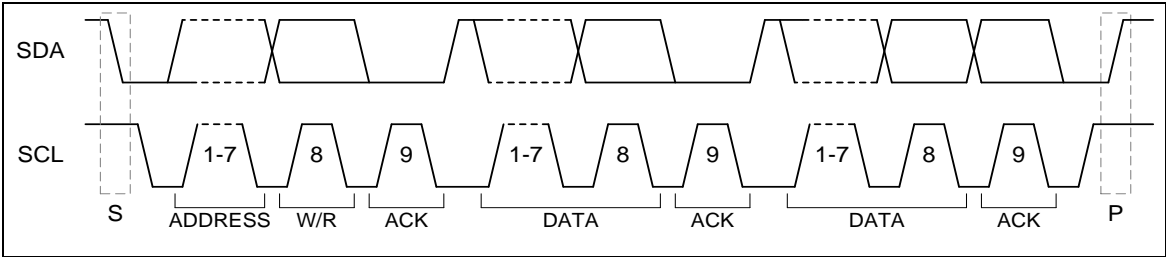 SDA
SCL
1-7 8 9 1-7 8 9 1-7 8 9
S ADDRESS W/R ACK DATA ACK DATA ACK P